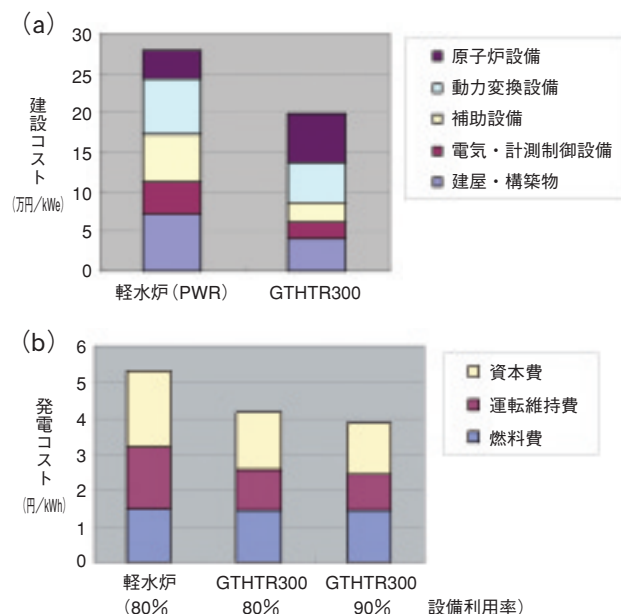 (a)
30
25
20
15
10
5
0
建設コスト
(万円/kWe)
軽水炉(PWR)
GTHTR300
原子炉設備
動力変換設備
補助設備
電気・計測制御設備
建屋・構築物
(b)
6
5
4
3
2
1
0
発電コスト
(円/kWh)
軽水炉 GTHTR300 GTHTR300
(80% 80% 90% 設備利用率)
資本費
運転維持費
燃料費